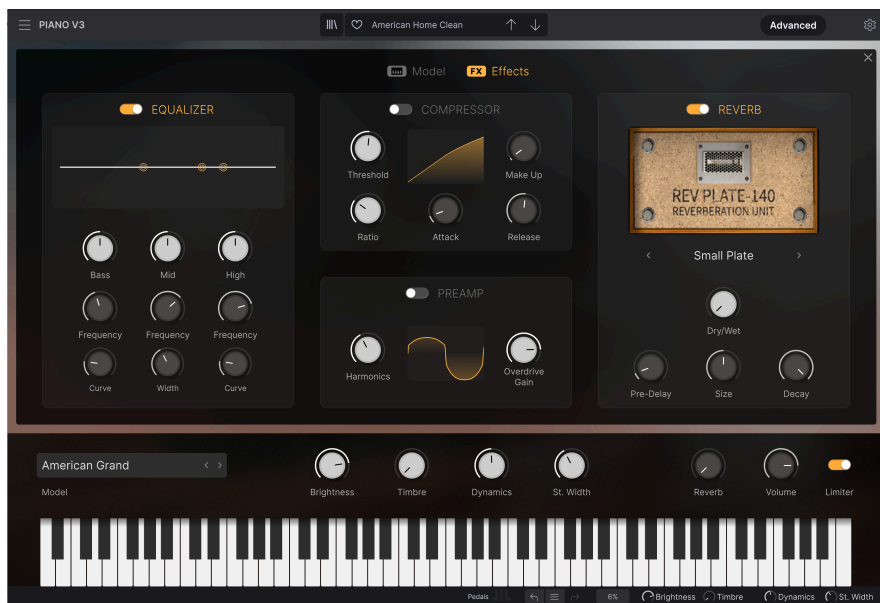 PIANO V3
American Home Clean
Advanced
Model
FX Effects
EQUALIZER
Bass Mid High
Frequency Frequency Frequency
Curve Width Curve
COMPRESSOR
Threshold Make Up
Ratio Attack Release
PREAMP
Harmonics Overdrive
Gain
REVERB
REV PLATE-140
REVERBERATION UNIT
Small Plate
Dry/Wet
Pre-Delay Size Decay
American Grand
Model
Brightness Timbre Dynamics St. Width Reverb Volume Limiter
Pedals 6% Brightness Timbre Dynamics St. Width